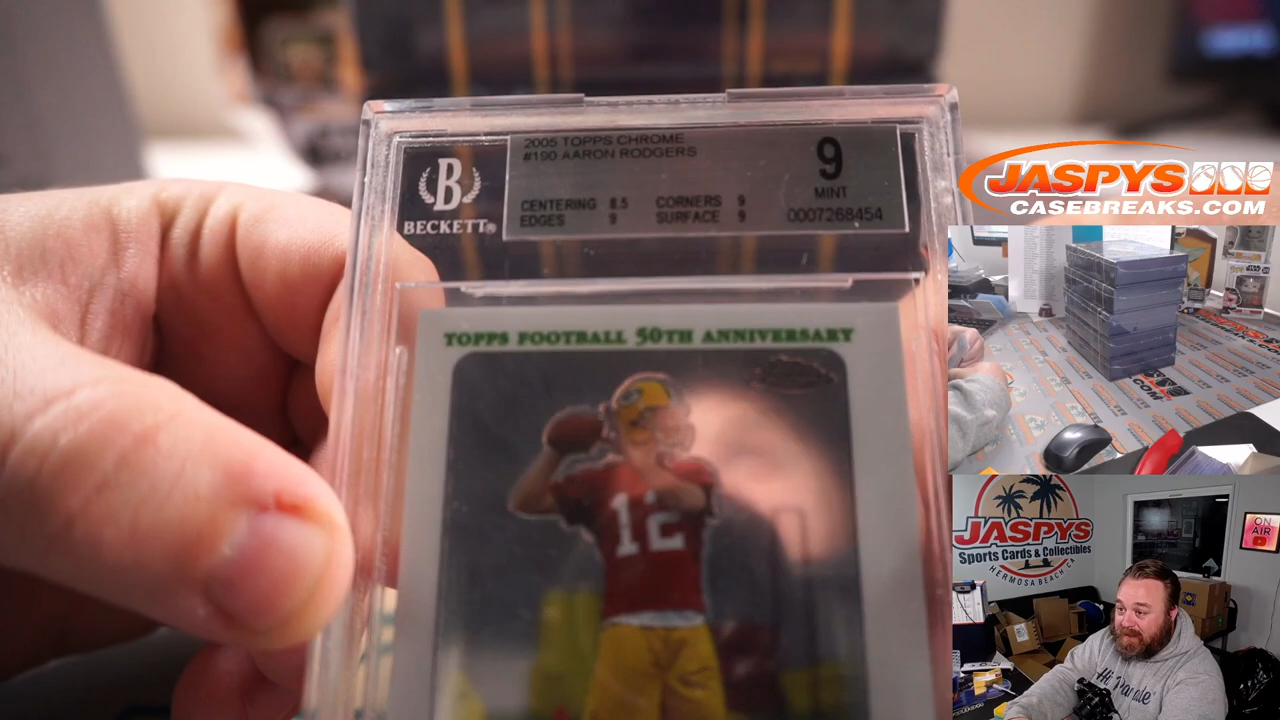 2005 TOPPS CHROME
#190 AARON RODGERS
9
MINT
CENTERING 8.5 CORNERS 9
EDGES 9 SURFACE 9
0007268454
B
BECKETT®
TOPPS FOOTBALL 50TH ANNIVERSARY
12
JASPYS
CASEBREAKS.COM
JASPYS
Sports Cards & Collectibles
HERMOSA BEACH CA
ON
AIR